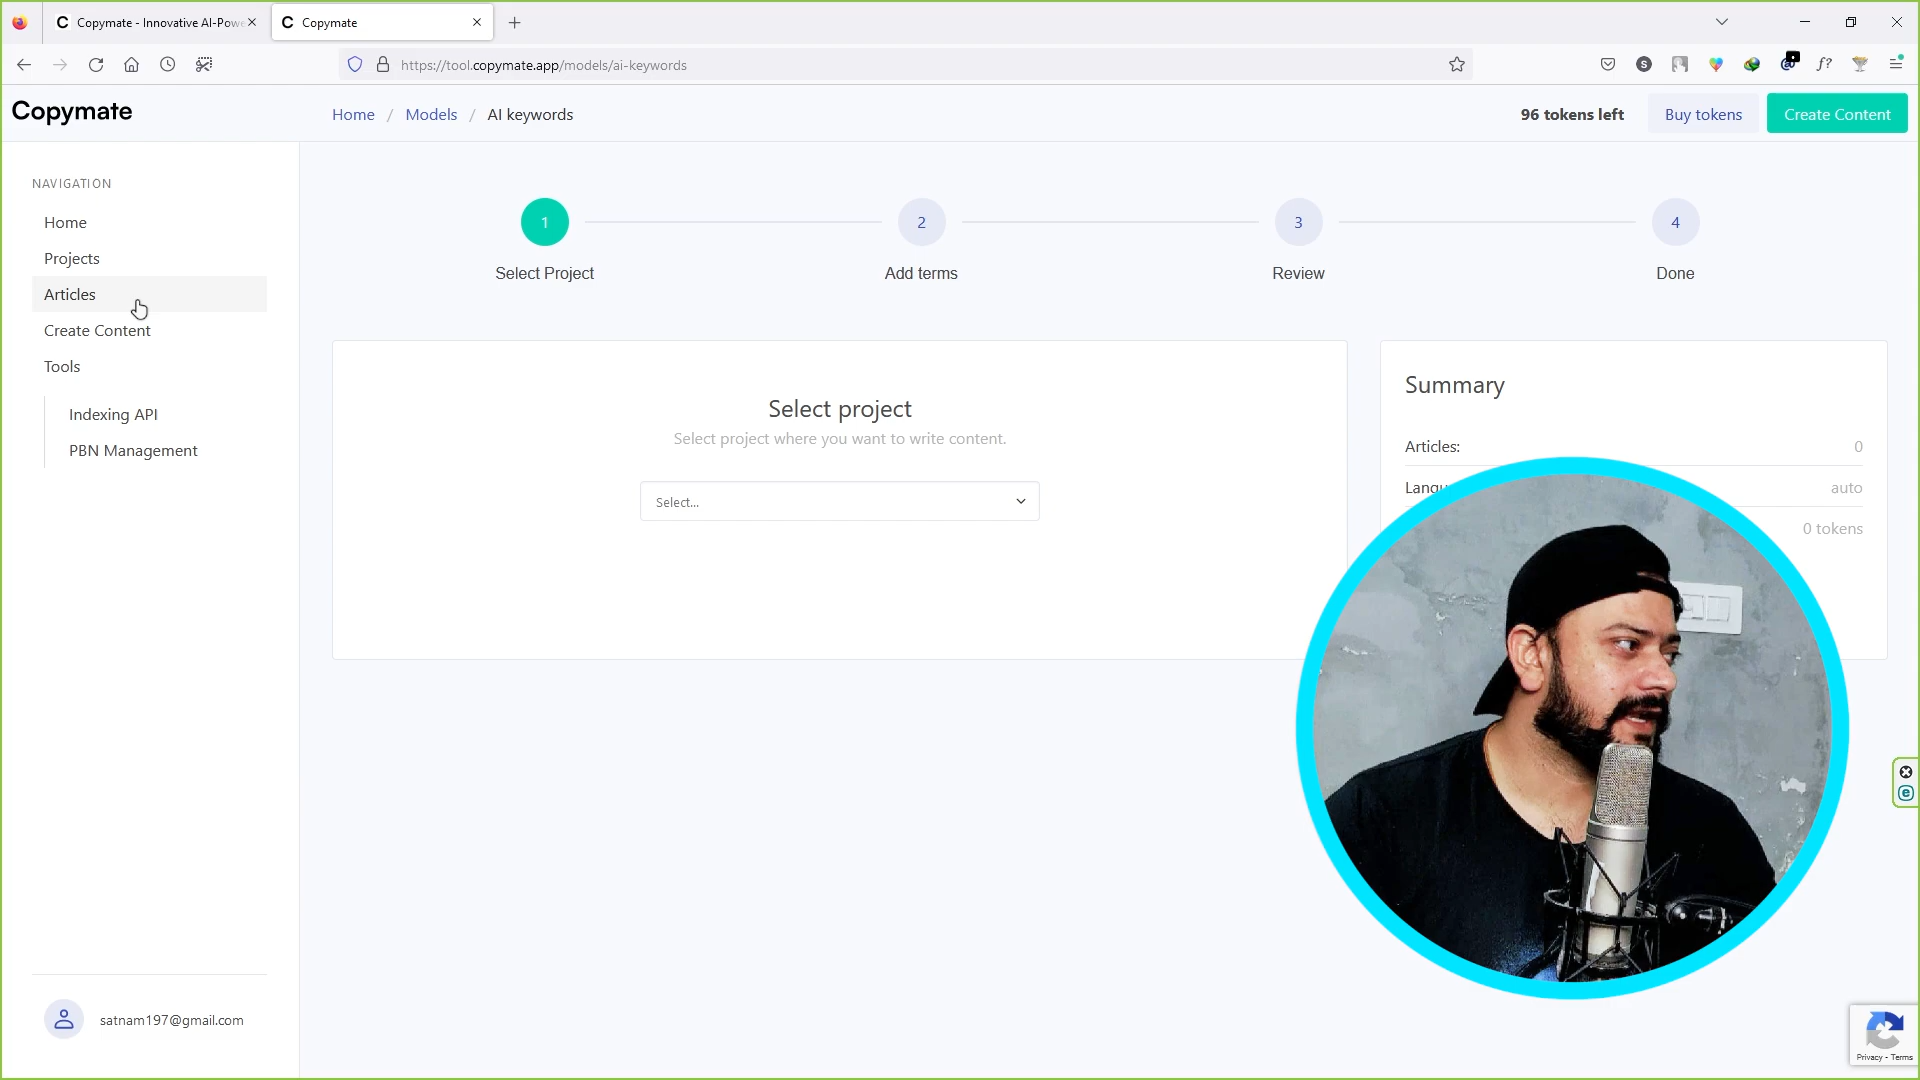 Copymate - Innovative AI-Powe
Copymate
https://tool.copymate.app/models/ai-keywords
Copymate
Home / Models / AI keywords
96 tokens left
Buy tokens
Create Content
NAVIGATION
Home
Projects
Articles
Create Content
Tools
Indexing API
PBN Management
1
2
3
4
Select Project
Add terms
Review
Done
Select project
Select project where you want to write content.
Select...
Summary
Articles: 0
Langu auto
0 tokens
satnam197@gmail.com
Privacy - Terms